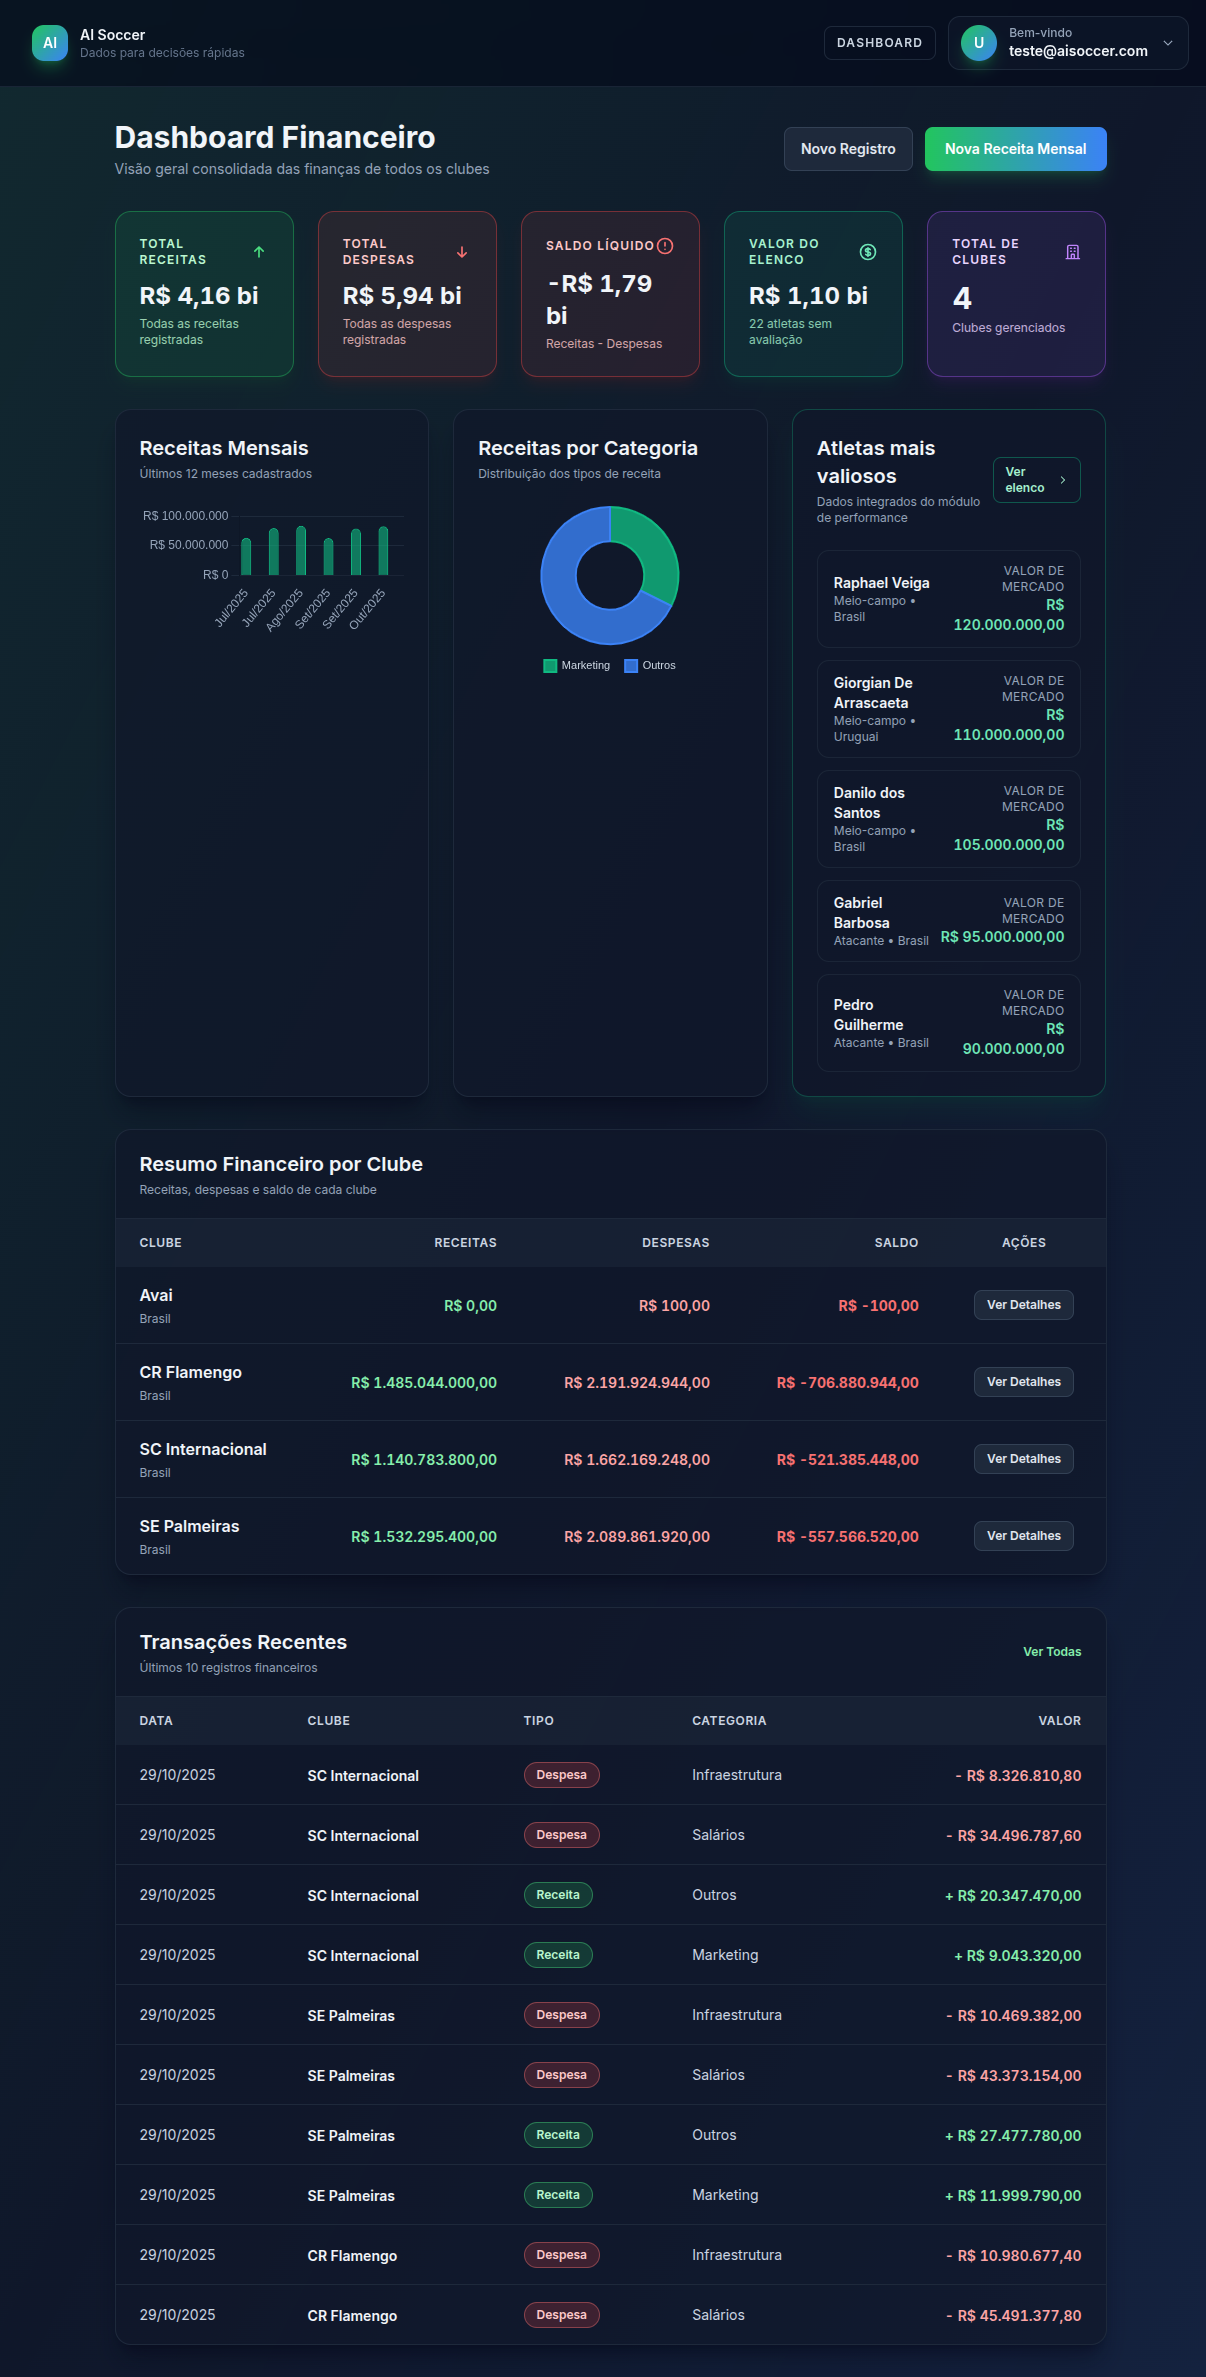 AI
AI Soccer
Dados para decisões rápidas
DASHBOARD
U
Bem-vindo
teste@aisoccer.com
Dashboard Financeiro
Visão geral consolidada das finanças de todos os clubes
Novo Registro
Nova Receita Mensal
TOTAL
RECEITAS
R$ 4,16 bi
Todas as receitas
registradas
TOTAL
DESPESAS
R$ 5,94 bi
Todas as despesas
registradas
SALDO LÍQUIDO
-R$ 1,79
bi
Receitas - Despesas
VALOR DO
ELENCO
R$ 1,10 bi
22 atletas sem
avaliação
TOTAL DE
CLUBES
4
Clubes gerenciados
Receitas Mensais
Últimos 12 meses cadastrados
R$ 100.000.000
R$ 50.000.000
R$ 0
Jul/2025
Jul/2025
Ago/2025
Set/2025
Set/2025
Out/2025
Receitas por Categoria
Distribuição dos tipos de receita
Marketing
Outros
Atletas mais
valiosos
Dados integrados do módulo
de performance
Ver
elenco
Raphael Veiga
Meio-campo •
Brasil
VALOR DE
MERCADO
R$
120.000.000,00
Giorgian De
Arrascaeta
Meio-campo •
Uruguai
VALOR DE
MERCADO
R$
110.000.000,00
Danilo dos
Santos
Meio-campo •
Brasil
VALOR DE
MERCADO
R$
105.000.000,00
Gabriel
Barbosa
Atacante • Brasil
VALOR DE
MERCADO
R$ 95.000.000,00
Pedro
Guilherme
Atacante • Brasil
VALOR DE
MERCADO
R$
90.000.000,00
Resumo Financeiro por Clube
Receitas, despesas e saldo de cada clube
CLUBE RECEITAS DESPESAS SALDO AÇÕES
Avai
Brasil
R$ 0,00 R$ 100,00 R$ -100,00 Ver Detalhes
CR Flamengo
Brasil
R$ 1.485.044.000,00 R$ 2.191.924.944,00 R$ -706.880.944,00 Ver Detalhes
SC Internacional
Brasil
R$ 1.140.783.800,00 R$ 1.662.169.248,00 R$ -521.385.448,00 Ver Detalhes
SE Palmeiras
Brasil
R$ 1.532.295.400,00 R$ 2.089.861.920,00 R$ -557.566.520,00 Ver Detalhes
Transações Recentes
Últimos 10 registros financeiros
Ver Todas
DATA CLUBE TIPO CATEGORIA VALOR
29/10/2025 SC Internacional Despesa Infraestrutura - R$ 8.326.810,80
29/10/2025 SC Internacional Despesa Salários - R$ 34.496.787,60
29/10/2025 SC Internacional Receita Outros + R$ 20.347.470,00
29/10/2025 SC Internacional Receita Marketing + R$ 9.043.320,00
29/10/2025 SE Palmeiras Despesa Infraestrutura - R$ 10.469.382,00
29/10/2025 SE Palmeiras Despesa Salários - R$ 43.373.154,00
29/10/2025 SE Palmeiras Receita Outros + R$ 27.477.780,00
29/10/2025 SE Palmeiras Receita Marketing + R$ 11.999.790,00
29/10/2025 CR Flamengo Despesa Infraestrutura - R$ 10.980.677,40
29/10/2025 CR Flamengo Despesa Salários - R$ 45.491.377,80